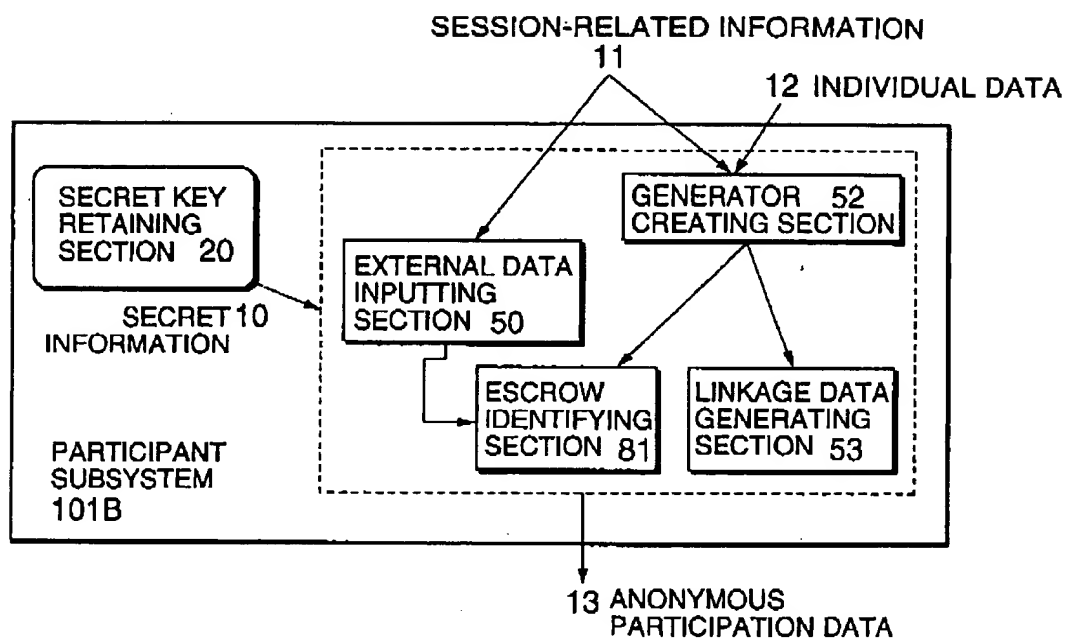 SESSION-RELATED INFORMATION
11
12 INDIVIDUAL DATA
SECRET KEY
RETAINING
SECTION 20
GENERATOR 52
CREATING SECTION
EXTERNAL DATA
INPUTTING
SECTION 50
SECRET 10
INFORMATION
ESCROW
IDENTIFYING
SECTION 81
LINKAGE DATA
GENERATING
SECTION 53
PARTICIPANT
SUBSYSTEM
101B
13 ANONYMOUS
PARTICIPATION DATA